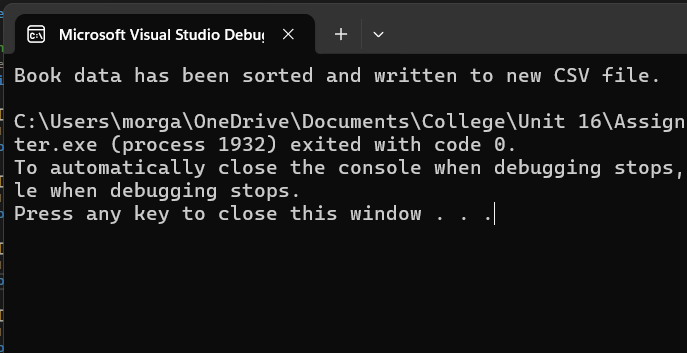 Microsoft Visual Studio Debu
Book data has been sorted and written to new CSV file.
C:\Users\morga\OneDrive\Documents\College\Unit 16\Assign
ter.exe (process 1932) exited with code 0.
To automatically close the console when debugging stops,
le when debugging stops.
Press any key to close this window . . .